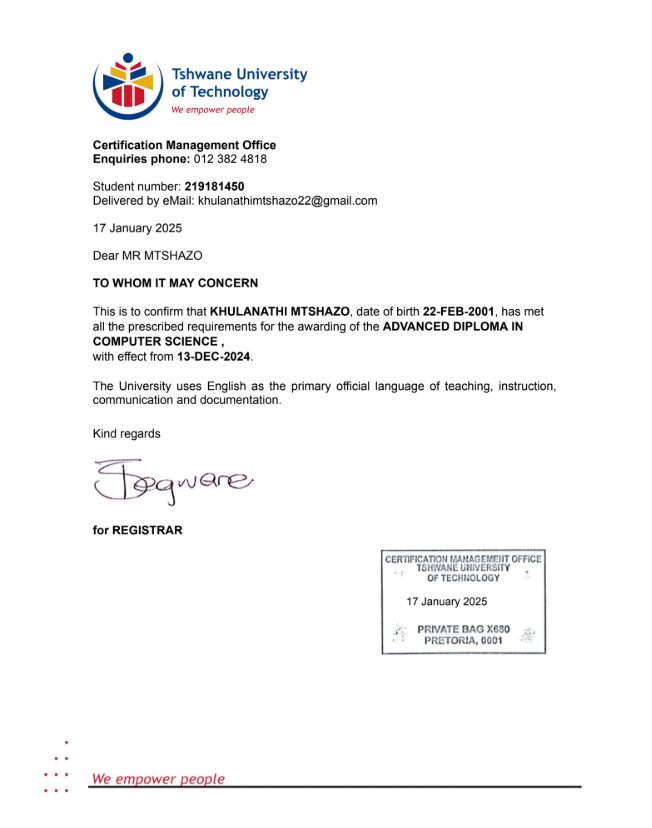 Tshwane University
of Technology
We empower people
Certification Management Office
Enquiries phone: 012 382 4818
Student number: 219181450
Delivered by eMail: khulanathimtshazo22@gmail.com
17 January 2025
Dear MR MTSHAZO
TO WHOM IT MAY CONCERN
This is to confirm that KHULANATHI MTSHAZO, date of birth 22-FEB-2001, has met
all the prescribed requirements for the awarding of the ADVANCED DIPLOMA IN
COMPUTER SCIENCE ,
with effect from 13-DEC-2024.
The University uses English as the primary official language of teaching, instruction,
communication and documentation.
Kind regards
for REGISTRAR
CERTIFICATION MANAGEMENT OFFICE
TSHWANE UNIVERSITY
OF TECHNOLOGY
17 January 2025
PRIVATE BAG X680
PRETORIA, 0001
We empower people